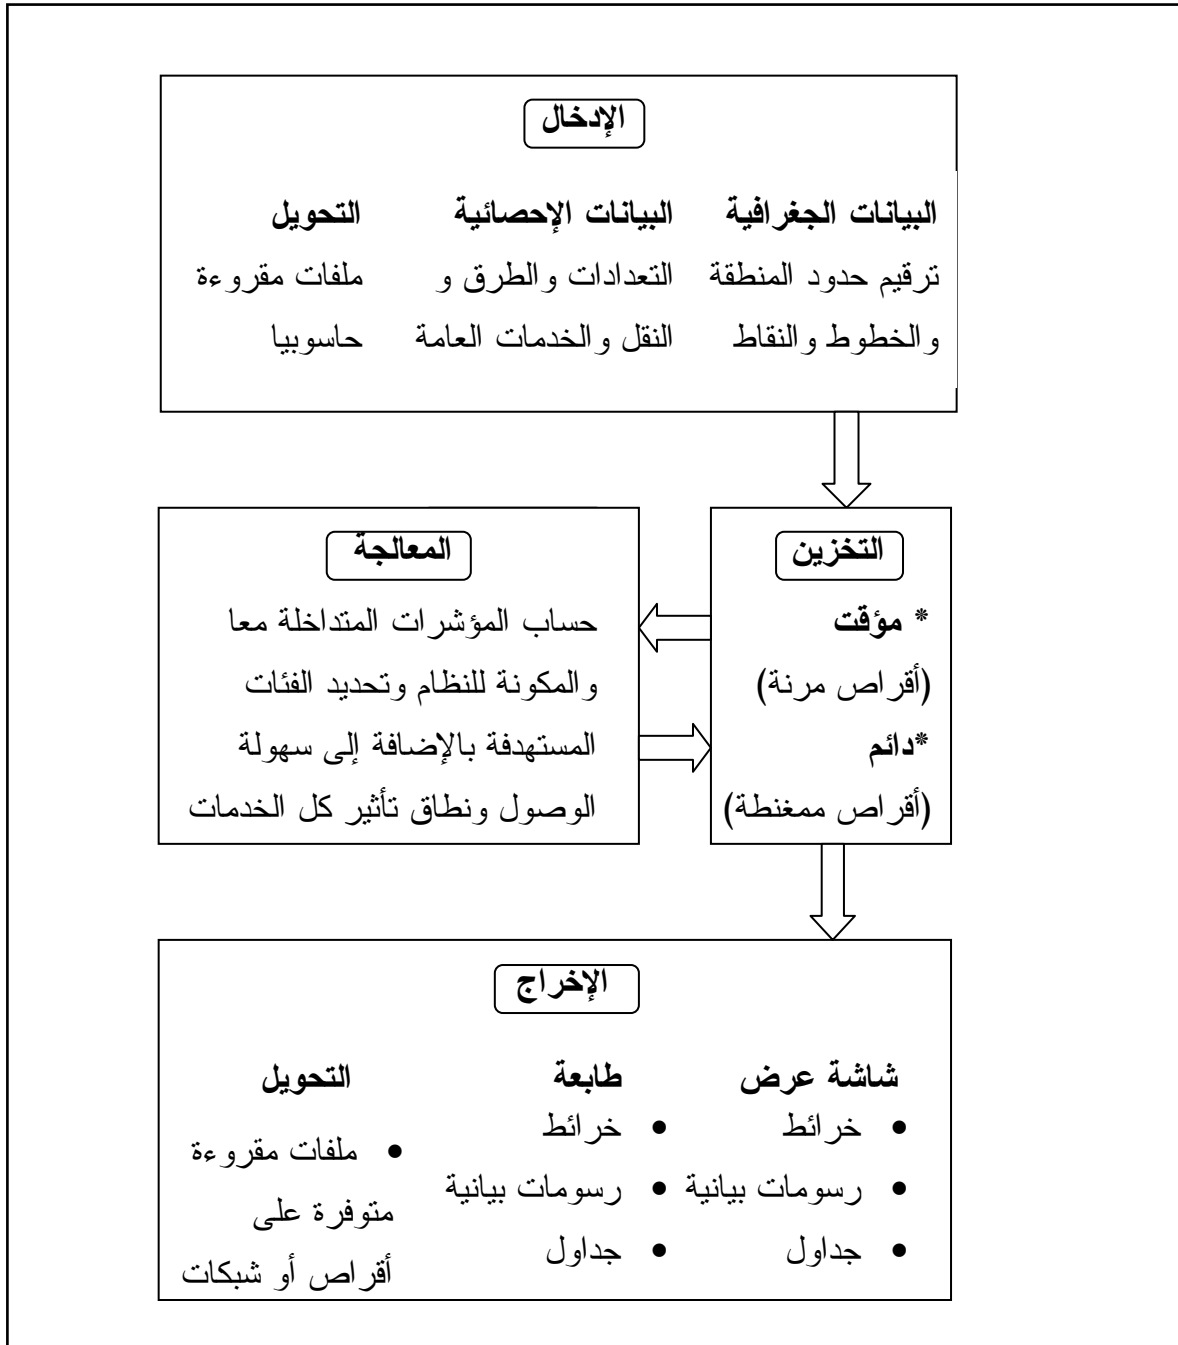 الإدخال
البيانات الجغرافية
ترقيم حدود المنطقة
والخطوط والنقاط
البيانات الإحصائية
التعدادات والطرق و
النقل والخدمات العامة
التحويل
ملفات مقروءة
حاسوبيا
التخزين
* مؤقت
(أقراص مرنة)
*دائم
(أقراص ممغنطة)
المعالجة
حساب المؤشرات المتداخلة معا
والمكونة للنظام وتحديد الفئات
المستهدفة بالإضافة إلى سهولة
الوصول ونطاق تأثير كل الخدمات
الإخراج
شاشة عرض
• خرائط
• رسومات بيانية
• جداول
طابعة
• خرائط
• رسومات بيانية
• جداول
التحويل
• ملفات مقروءة
متوفرة على
أقراص أو شبكات